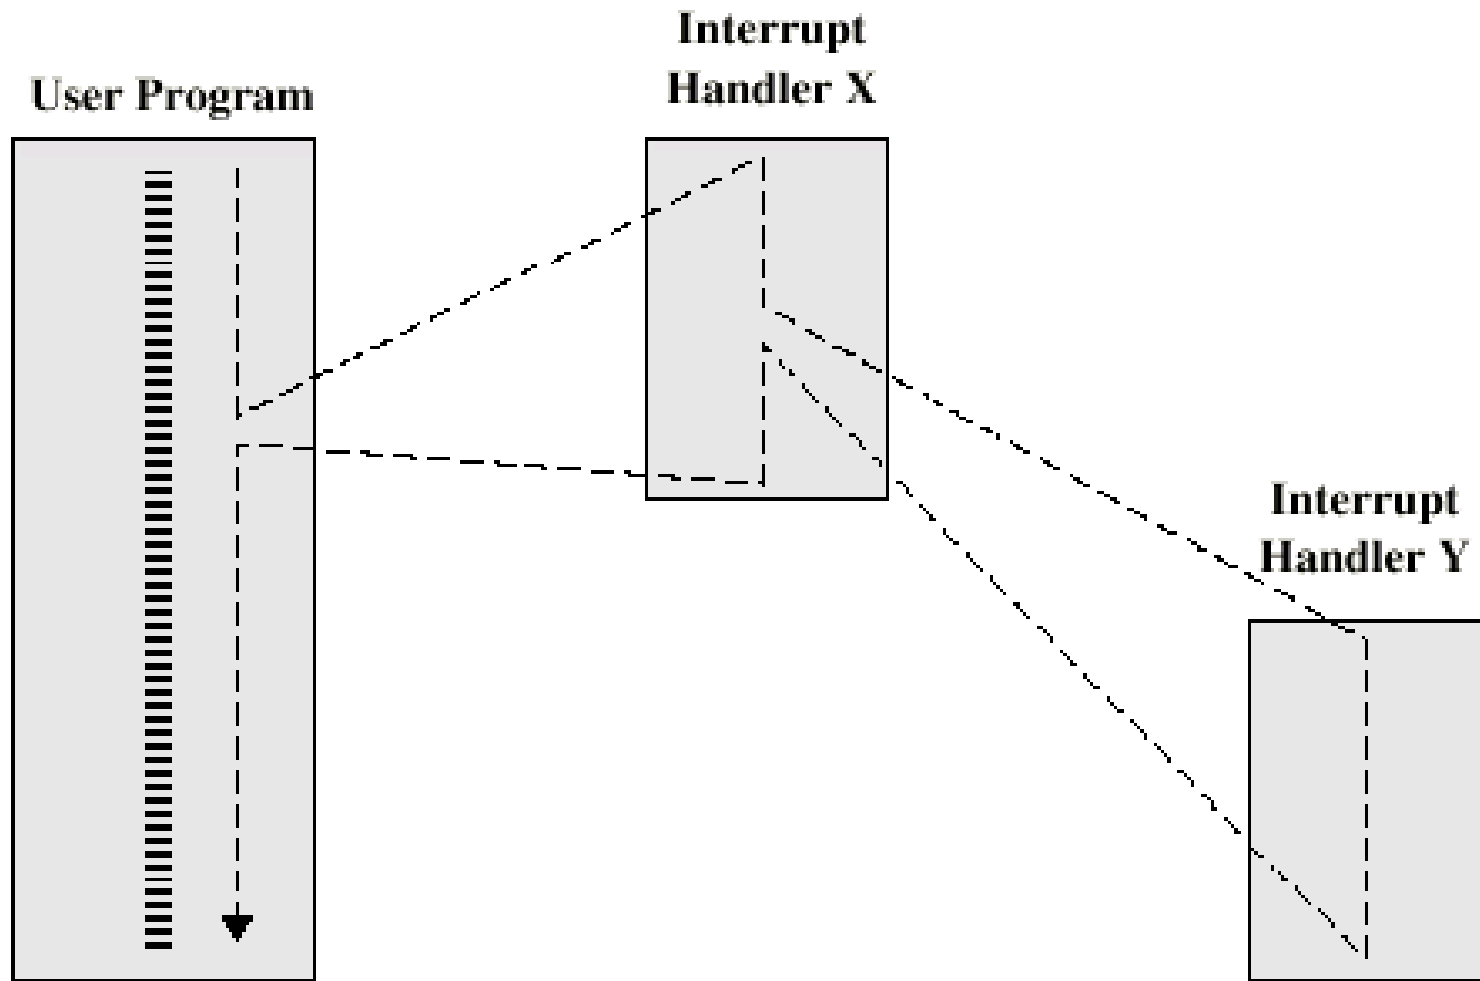 User Program
Interrupt
Handler X
Interrupt
Handler Y